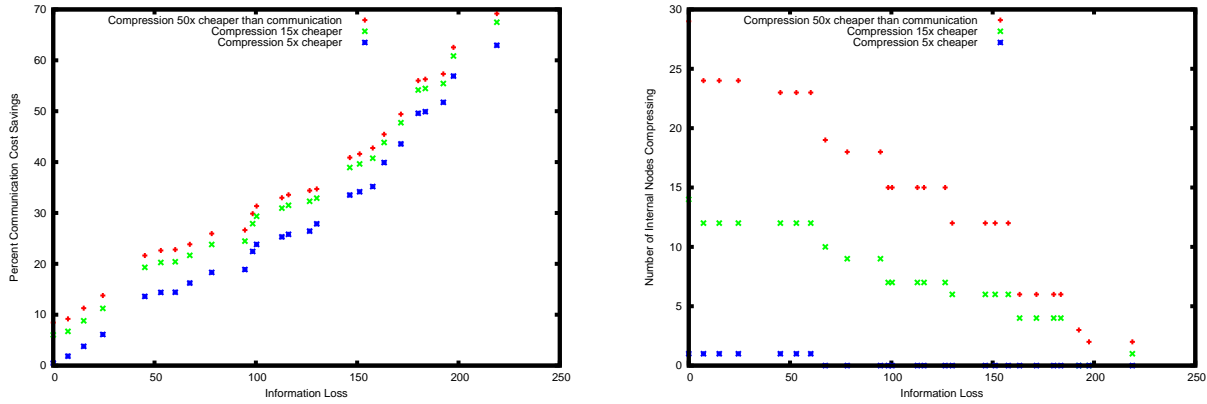 70
60
50
40
30
20
10
0
Percent Communication Cost Savings
Compression 50x cheaper than communication
Compression 15x cheaper
Compression 5x cheaper
0 50 100 150 200 250
Information Loss
30
25
20
15
10
5
0
Number of Internal Nodes Compressing
Compression 50x cheaper than communication
Compression 15x cheaper
Compression 5x cheaper
0 50 100 150 200 250
Information Loss